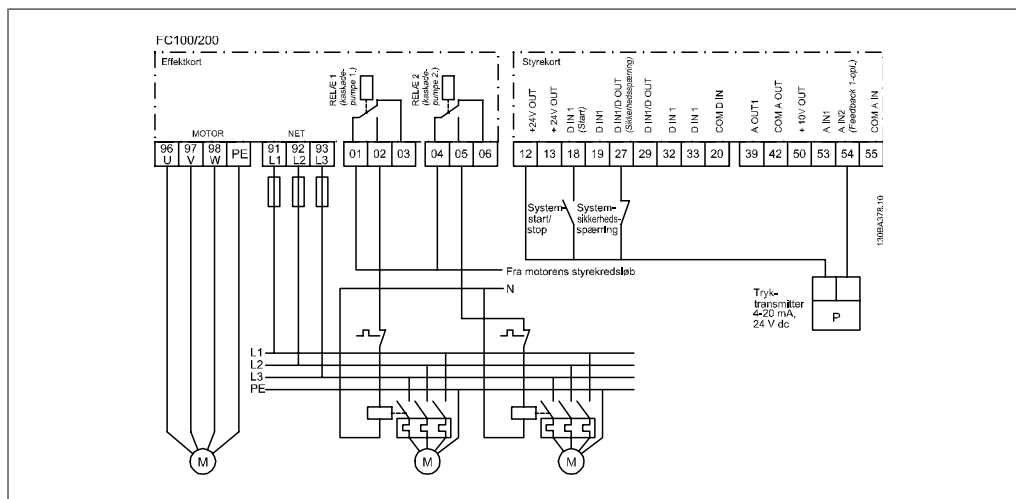 FC100/200
Effektkort
Styrekort
RELÆ 1
(kaskade-
pumpe 1.)
RELÆ 2
(kaskade-
pumpe 2.)
+24V OUT
+ 24V OUT
D IN 1
(Start)
D IN1
D IN1/D OUT
(Sikkerhedsspærring)
D IN1/D OUT
D IN 1
D IN 1
COM D IN
A OUT1
COM A OUT
+ 10V OUT
A IN1
A IN2
(Feedback 1-opl.)
COM A IN
MOTOR
NET
96 97 98 PE
U V W
91 92 93
L1 L2 L3
01 02 03
04 05 06
12 13 18 19 27 29 32 33 20
39 42 50 53 54 55
System-
start/
stop
System-
sikkerheds-
spærring
130BA378.10
Fra motorens styrekredsløb
N
Tryk-
transmitter
4-20 mA,
24 V dc
P
L1
L2
L3
PE
M
M
M